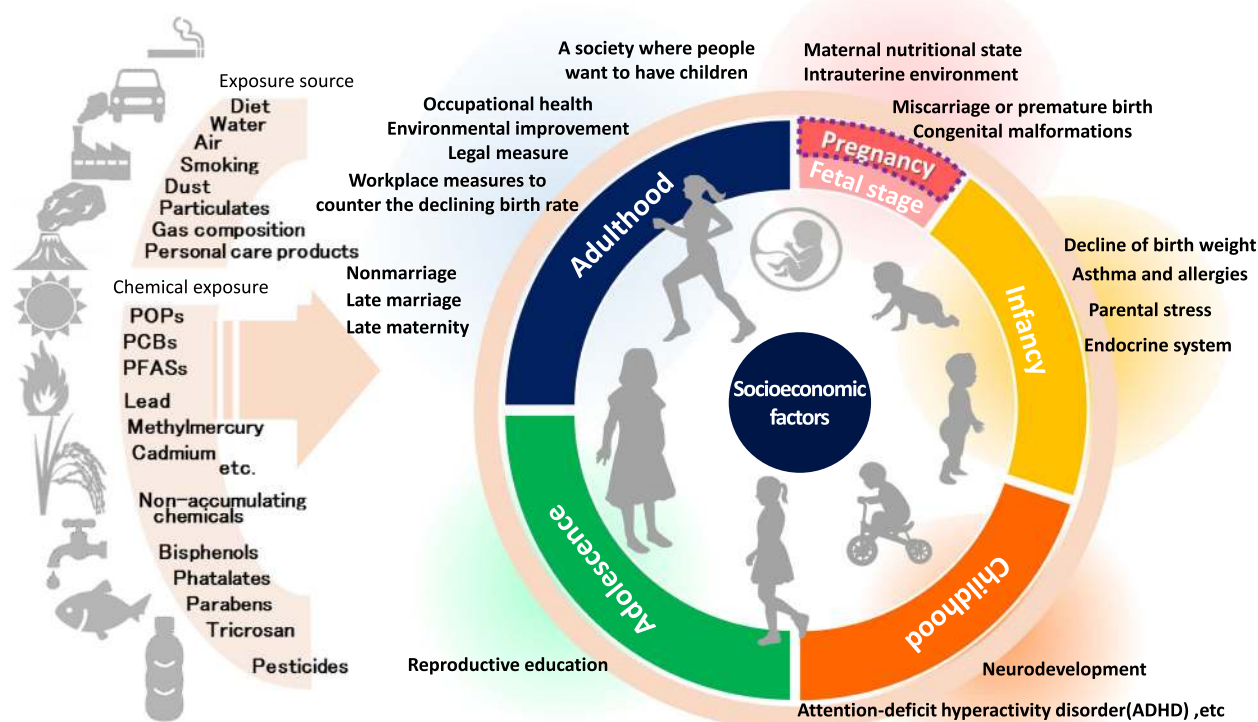 Exposure source
Diet
Water
Air
Smoking
Dust
Particulates
Gas composition
Personal care products
Chemical exposure
POPs
PCBs
PFASs
Lead
Methylmercury
Cadmium
etc.
Non-accumulating
chemicals
Bisphenols
Phatalates
Parabens
Tricrosan
Pesticides
A society where people
want to have children
Occupational health
Environmental improvement
Legal measure
Workplace measures to
counter the declining birth rate
Nonmarriage
Late marriage
Late maternity
Maternal nutritional state
Intrauterine environment
Miscarriage or premature birth
Congenital malformations
Pregnancy
Fetal stage
Adulthood
Infancy
Decline of birth weight
Asthma and allergies
Parental stress
Endocrine system
Socioeconomic
factors
Adolescence
Childhood
Reproductive education
Neurodevelopment
Attention-deficit hyperactivity disorder(ADHD) ,etc